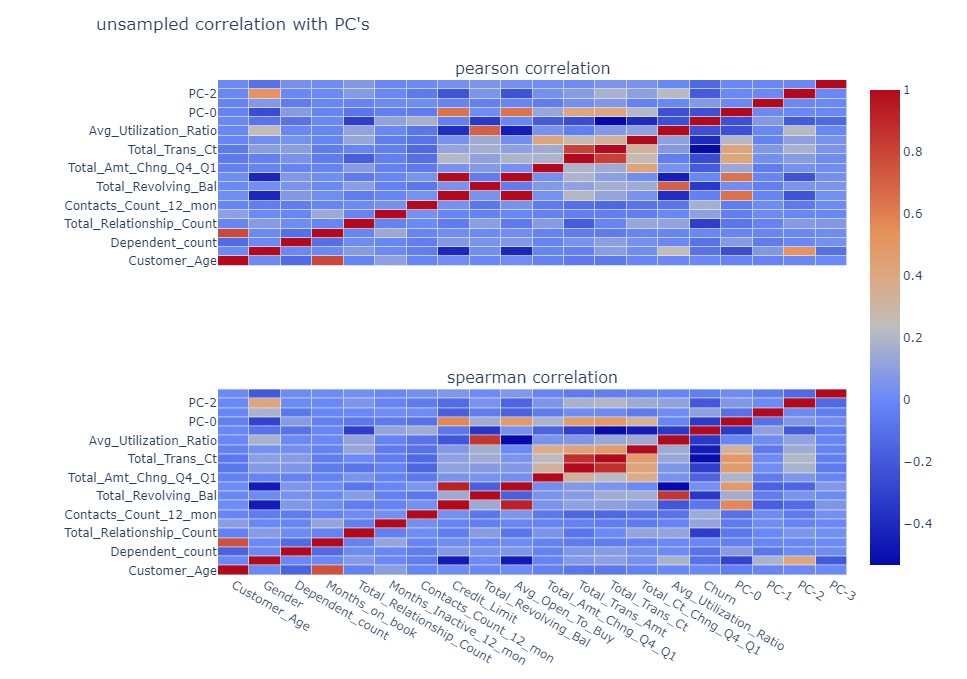 unsampled correlation with PC's
pearson correlation
PC-2
PC-0
Avg_Utilization_Ratio
Total_Trans_Ct
Total_Amt_Chng_Q4_Q1
Total_Revolving_Bal
Contacts_Count_12_mon
Total_Relationship_Count
Dependent_count
Customer_Age
1
0.8
0.6
0.4
0.2
0
−0.2
−0.4
spearman correlation
PC-2
PC-0
Avg_Utilization_Ratio
Total_Trans_Ct
Total_Amt_Chng_Q4_Q1
Total_Revolving_Bal
Contacts_Count_12_mon
Total_Relationship_Count
Dependent_count
Customer_Age
Customer_Age
Gender
Dependent_count
Months_on_book
Total_Relationship_Count
Months_Inactive_12_mon
Contacts_Count_12_mon
Credit_Limit
Total_Revolving_Bal
Avg_Open_To_Buy
Total_Amt_Chng_Q4_Q1
Total_Trans_Amt
Total_Trans_Ct
Total_Ct_Chng_Q4_Q1
Avg_Utilization_Ratio
Churn
PC-0
PC-1
PC-2
PC-3